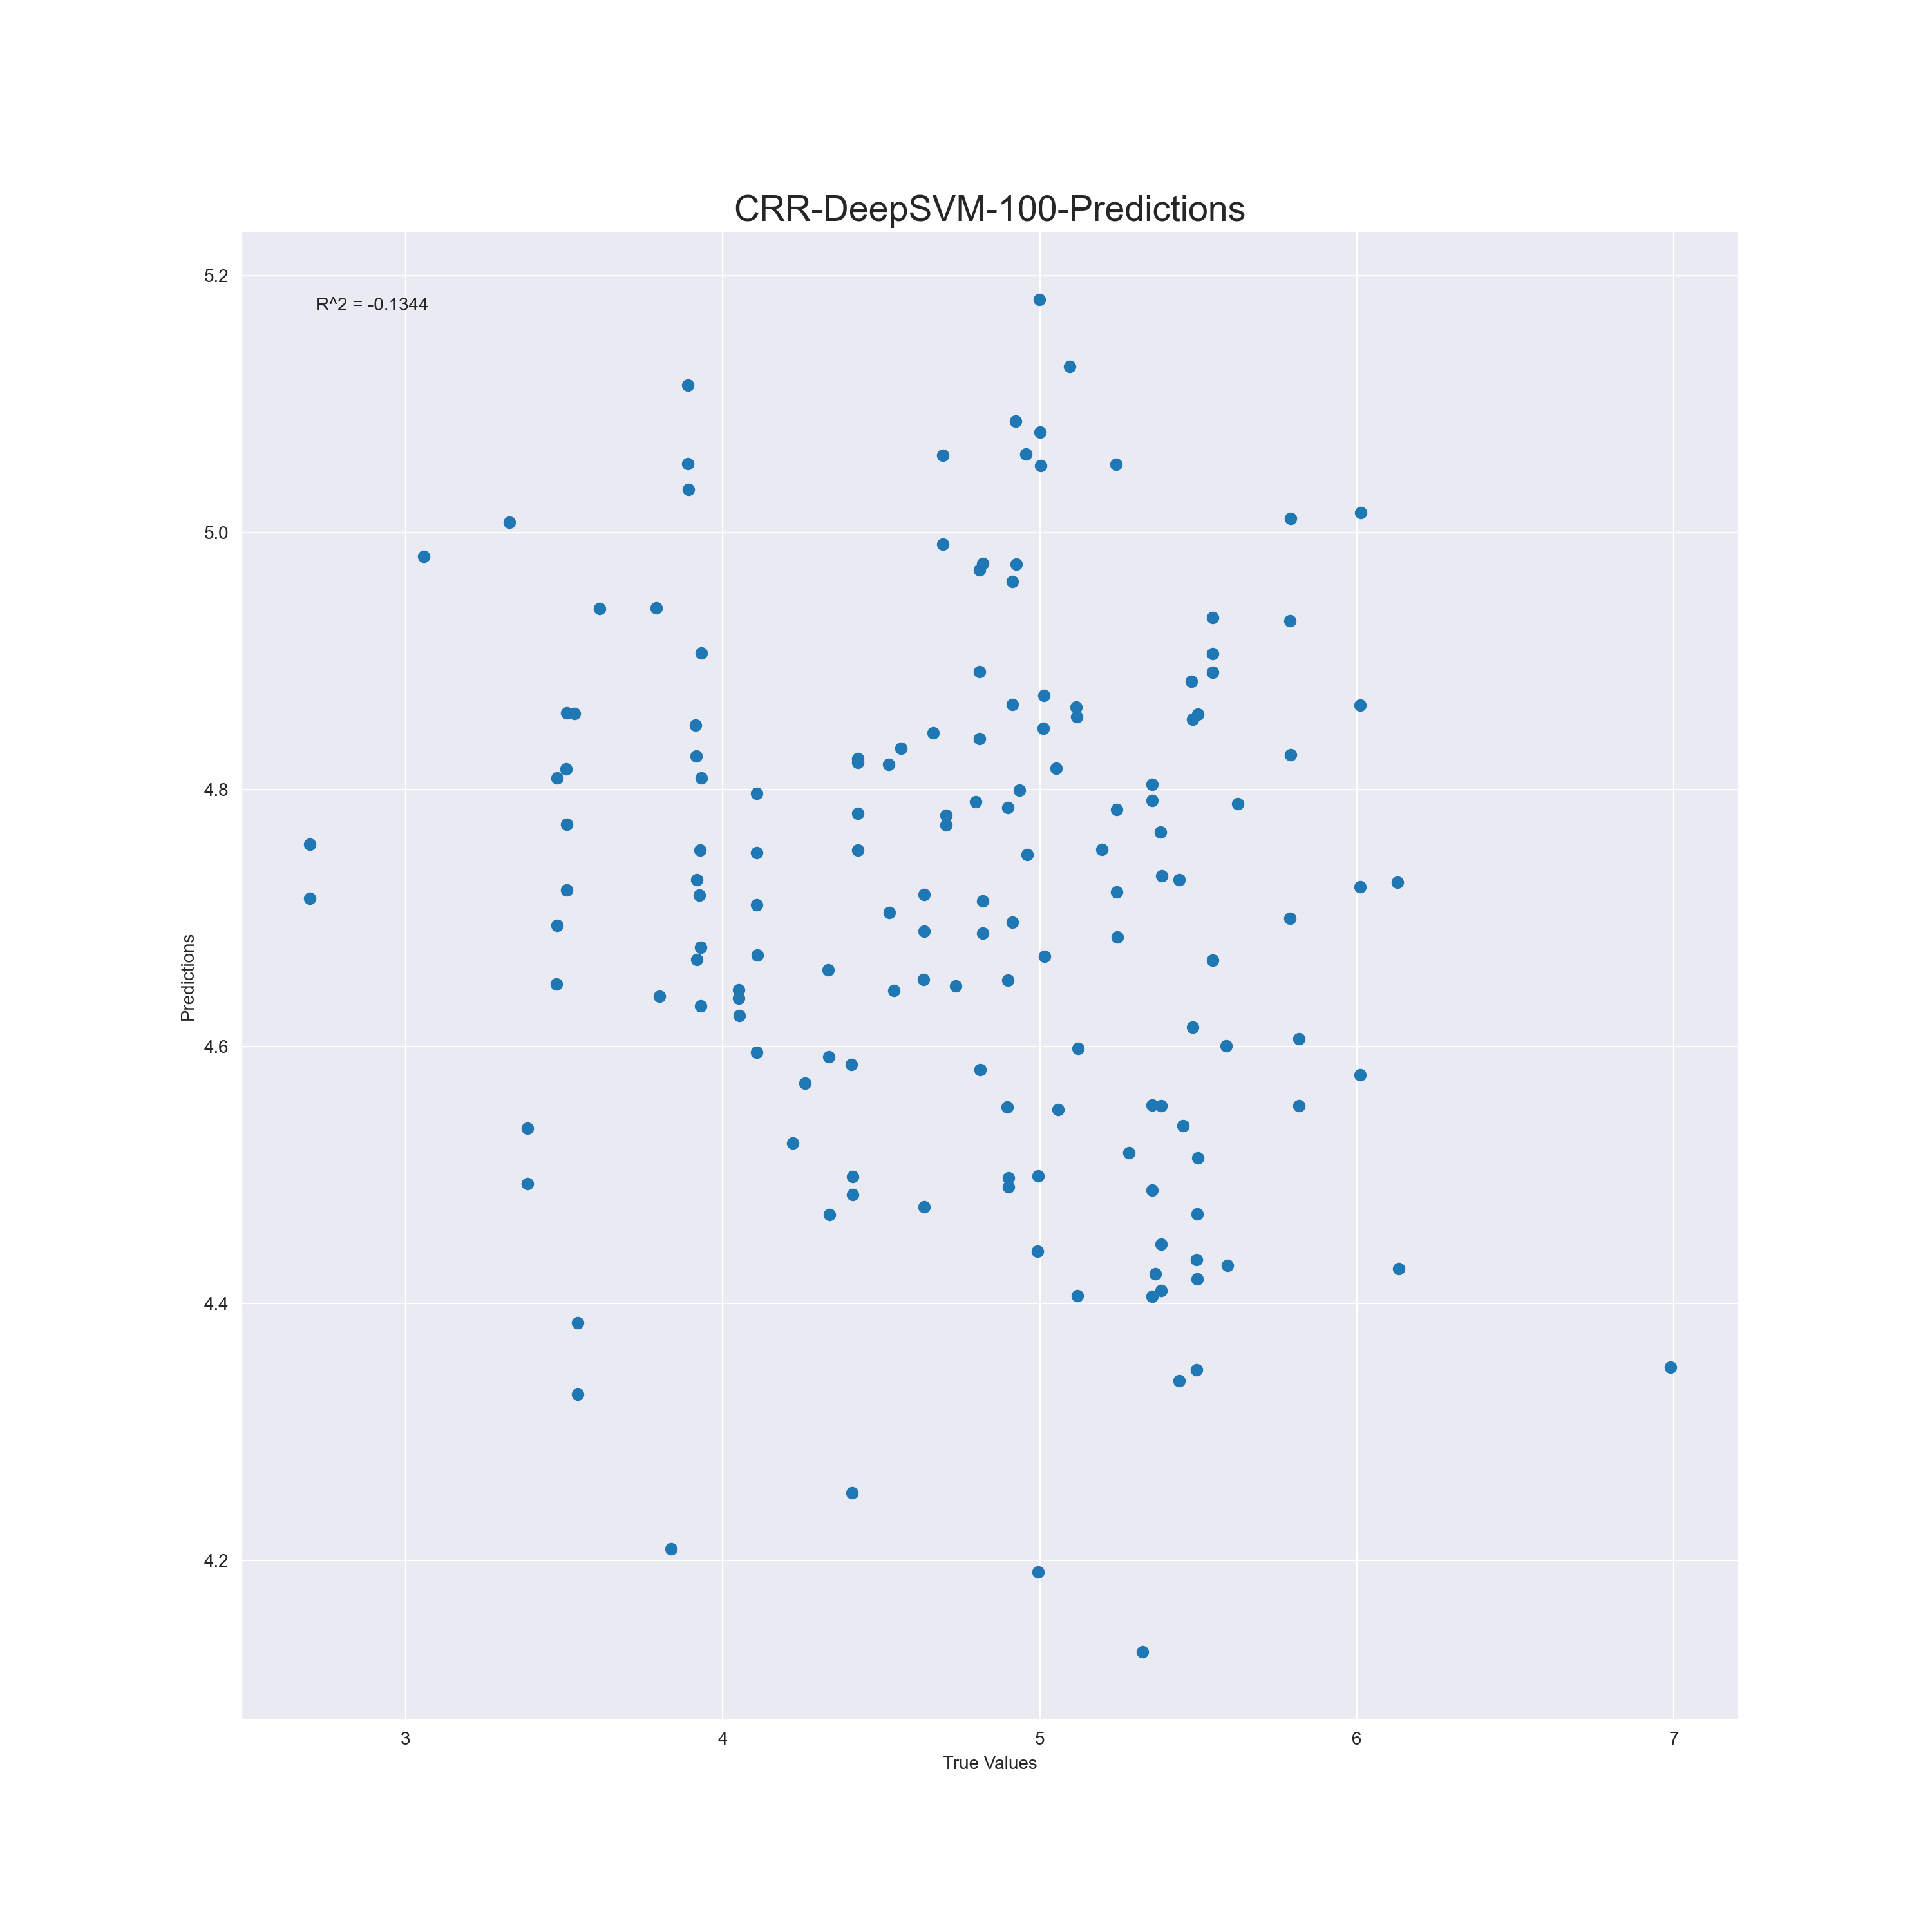 CRR-DeepSVM-100-Predictions
R^2 = -0.1344
5.2
5.0
4.8
4.6
4.4
4.2
Predictions
3 4 5 6 7
True Values